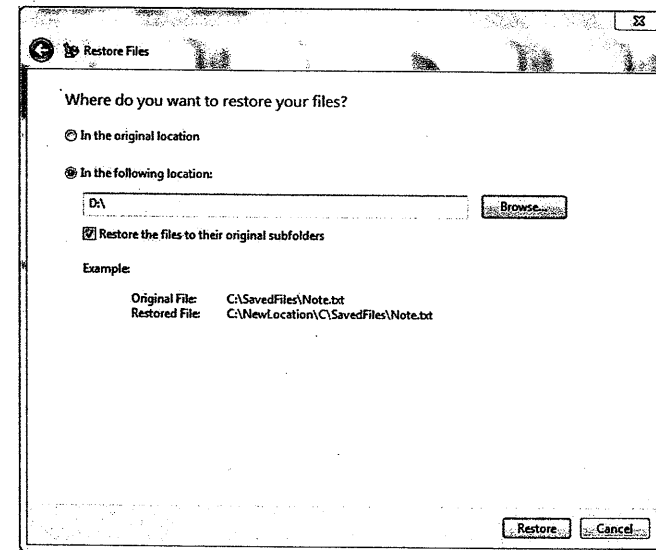 Restore Files
Where do you want to restore your files?
In the original location
In the following location:
D:\
Browse...
Restore the files to their original subfolders
Example:
Original File: C:\SavedFiles\Note.txt
Restored File: C:\NewLocation\C\SavedFiles\Note.txt
Restore
Cancel